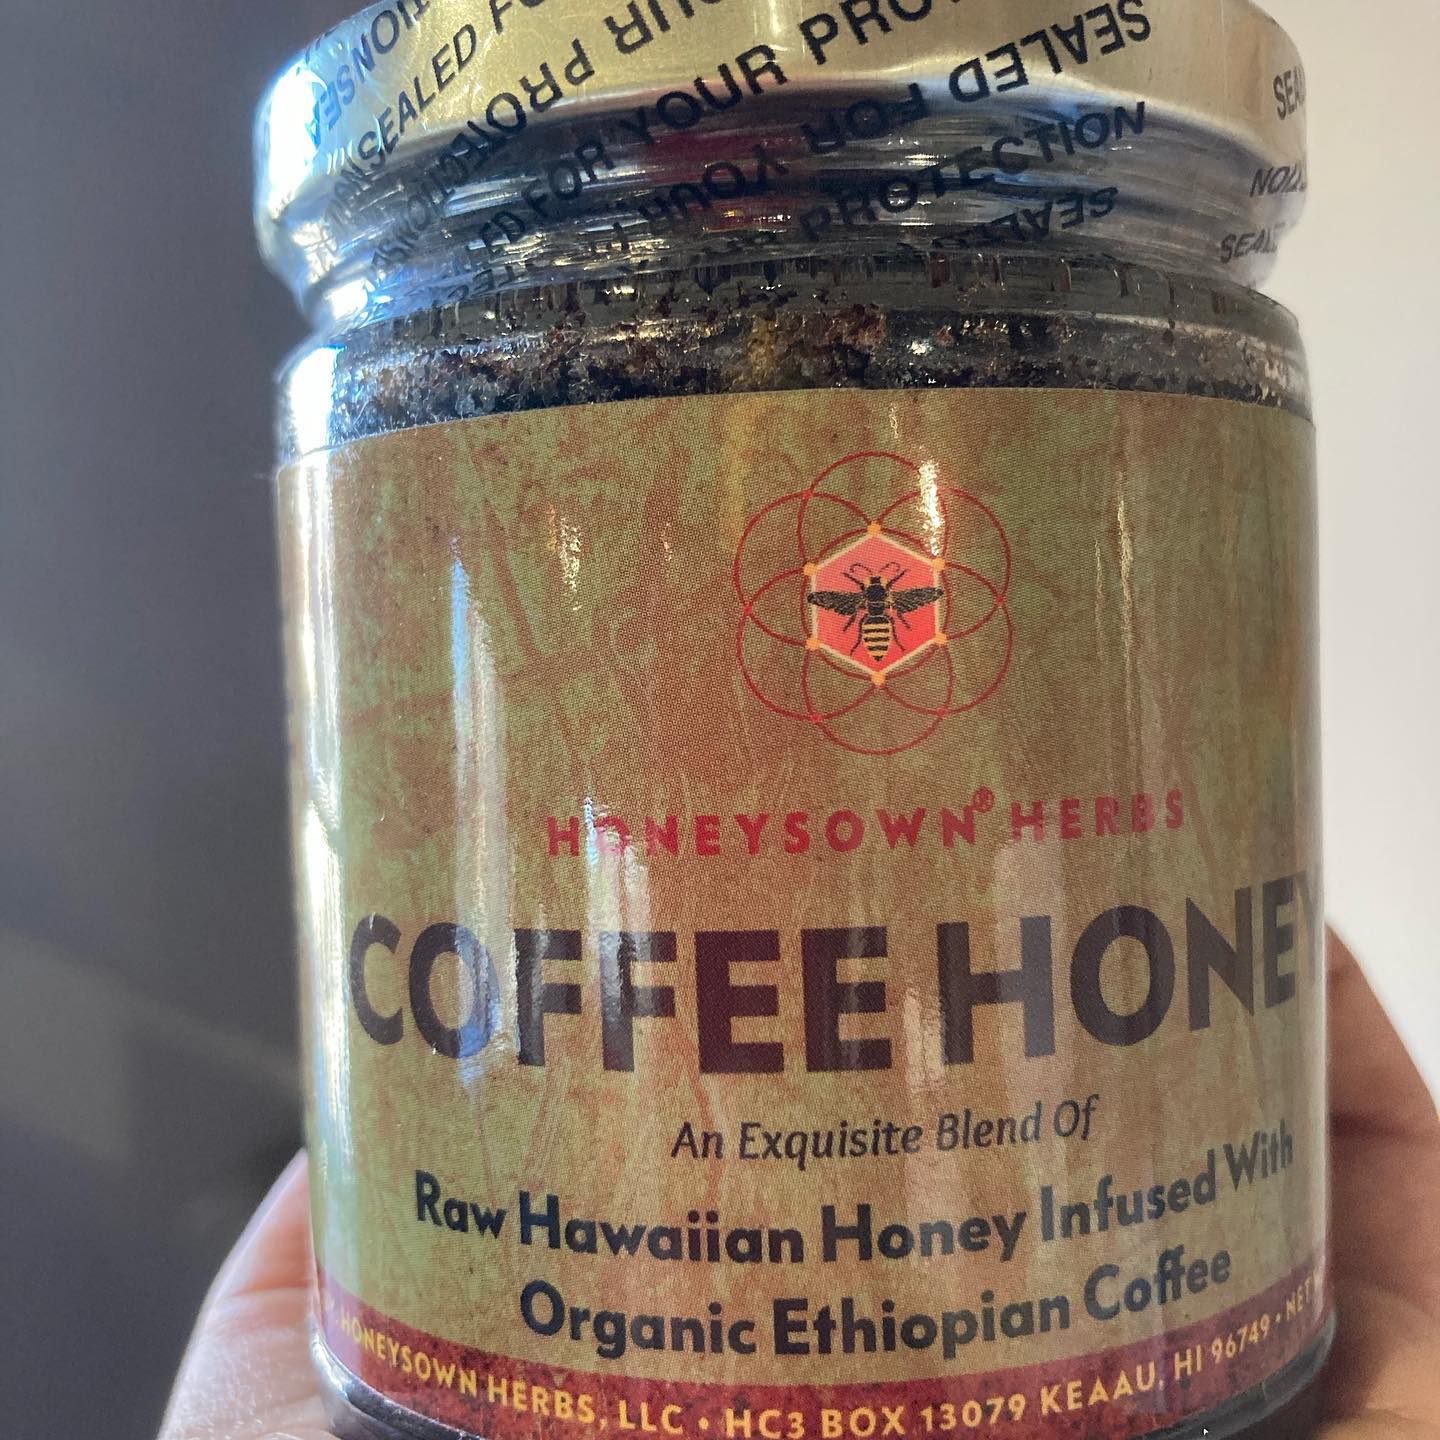 SEALED FOR YOUR PROTECTION
HONEYSOWN® HERBS
COFFEE HONEY
An Exquisite Blend Of
Raw Hawaiian Honey Infused With
Organic Ethiopian Coffee
HONEYSOWN HERBS, LLC • HC3 BOX 13079 KEAAU, HI 96749 • NET